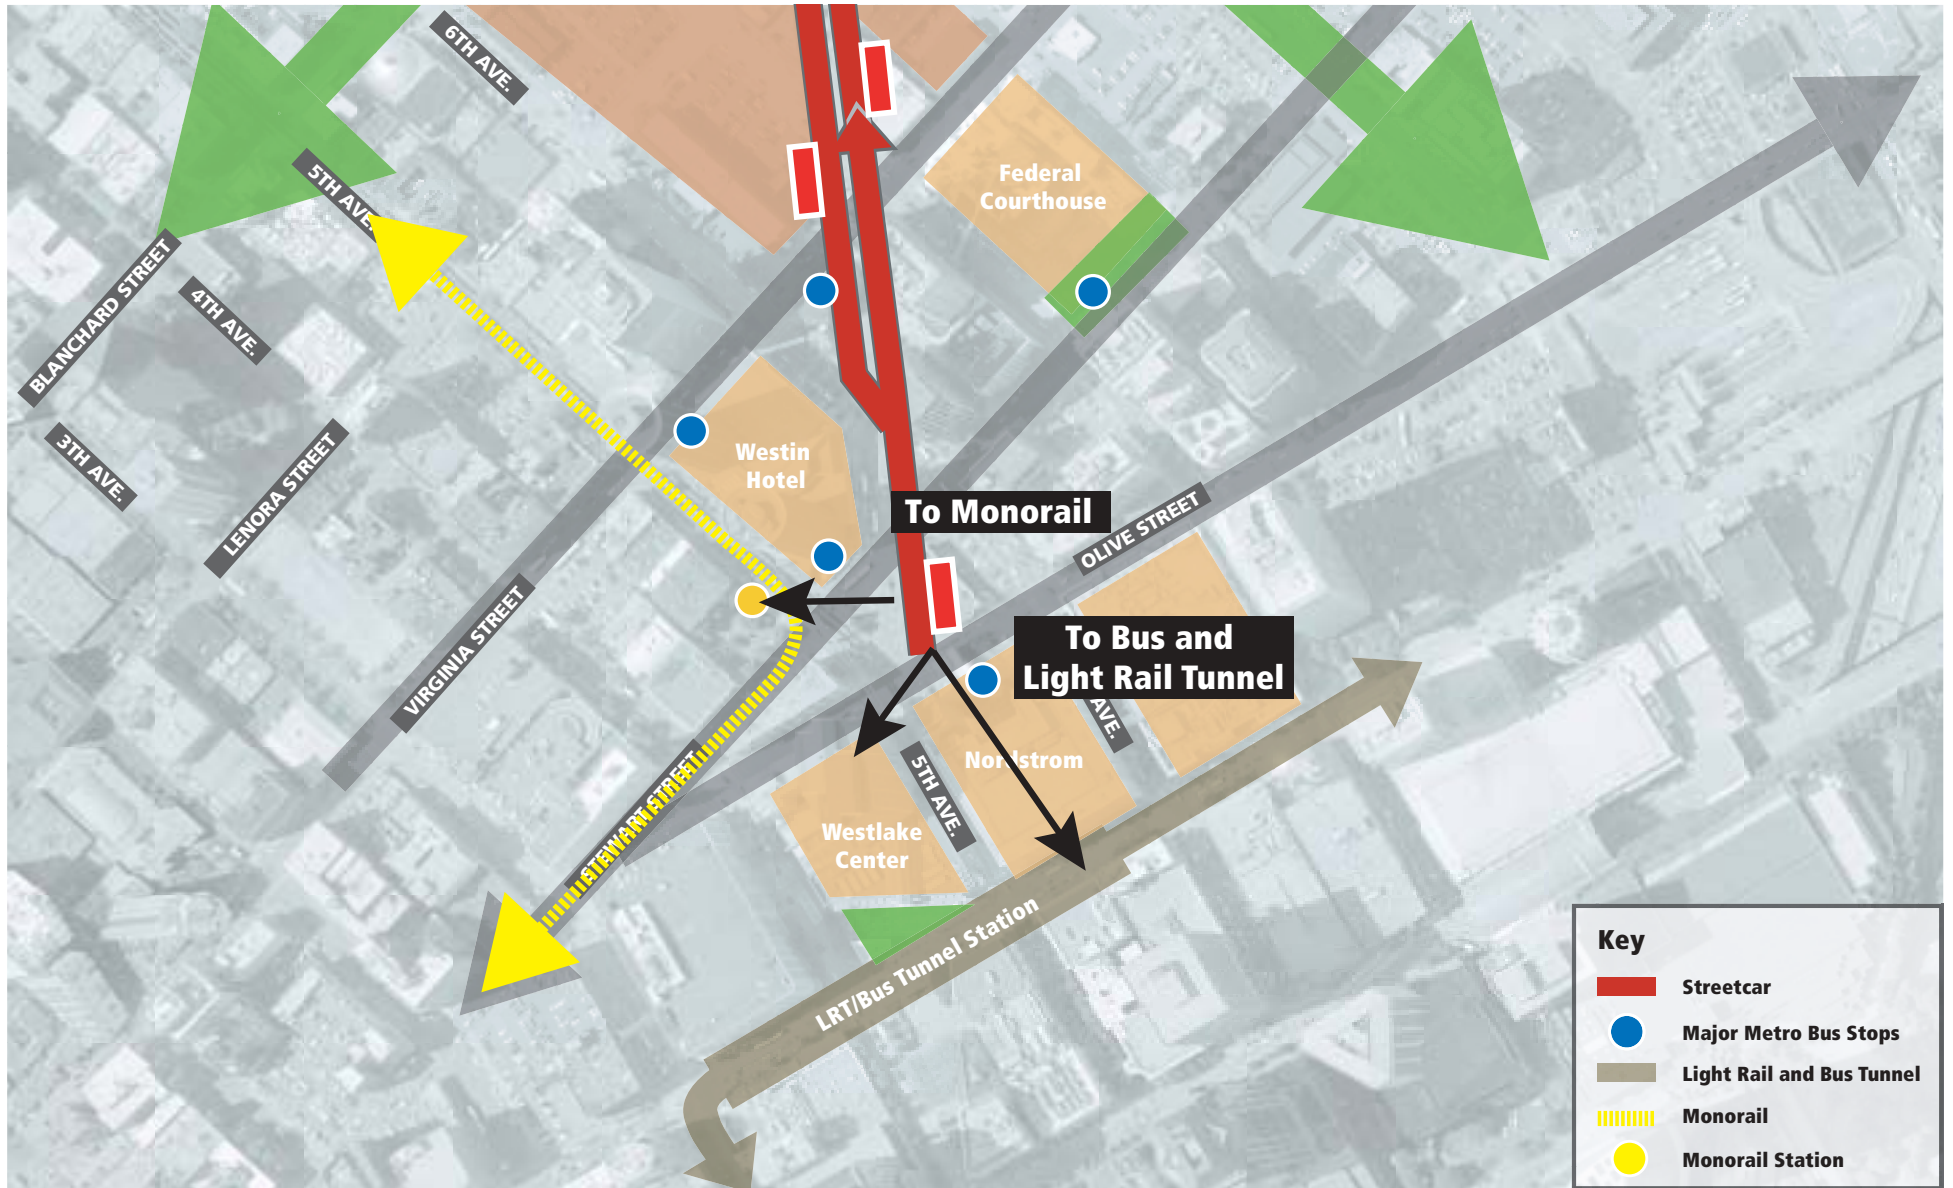 6TH AVE.
5TH AVE.
Federal
Courthouse
BLANCHARD STREET
4TH AVE.
3TH AVE.
LENORA STREET
Westin
Hotel
To Monorail
OLIVE STREET
VIRGINIA STREET
To Bus and
Light Rail Tunnel
AVE.
STEWART STREET
Nordstrom
5TH AVE.
Westlake
Center
LRT/Bus Tunnel Station
Key
Streetcar
Major Metro Bus Stops
Light Rail and Bus Tunnel
Monorail
Monorail Station